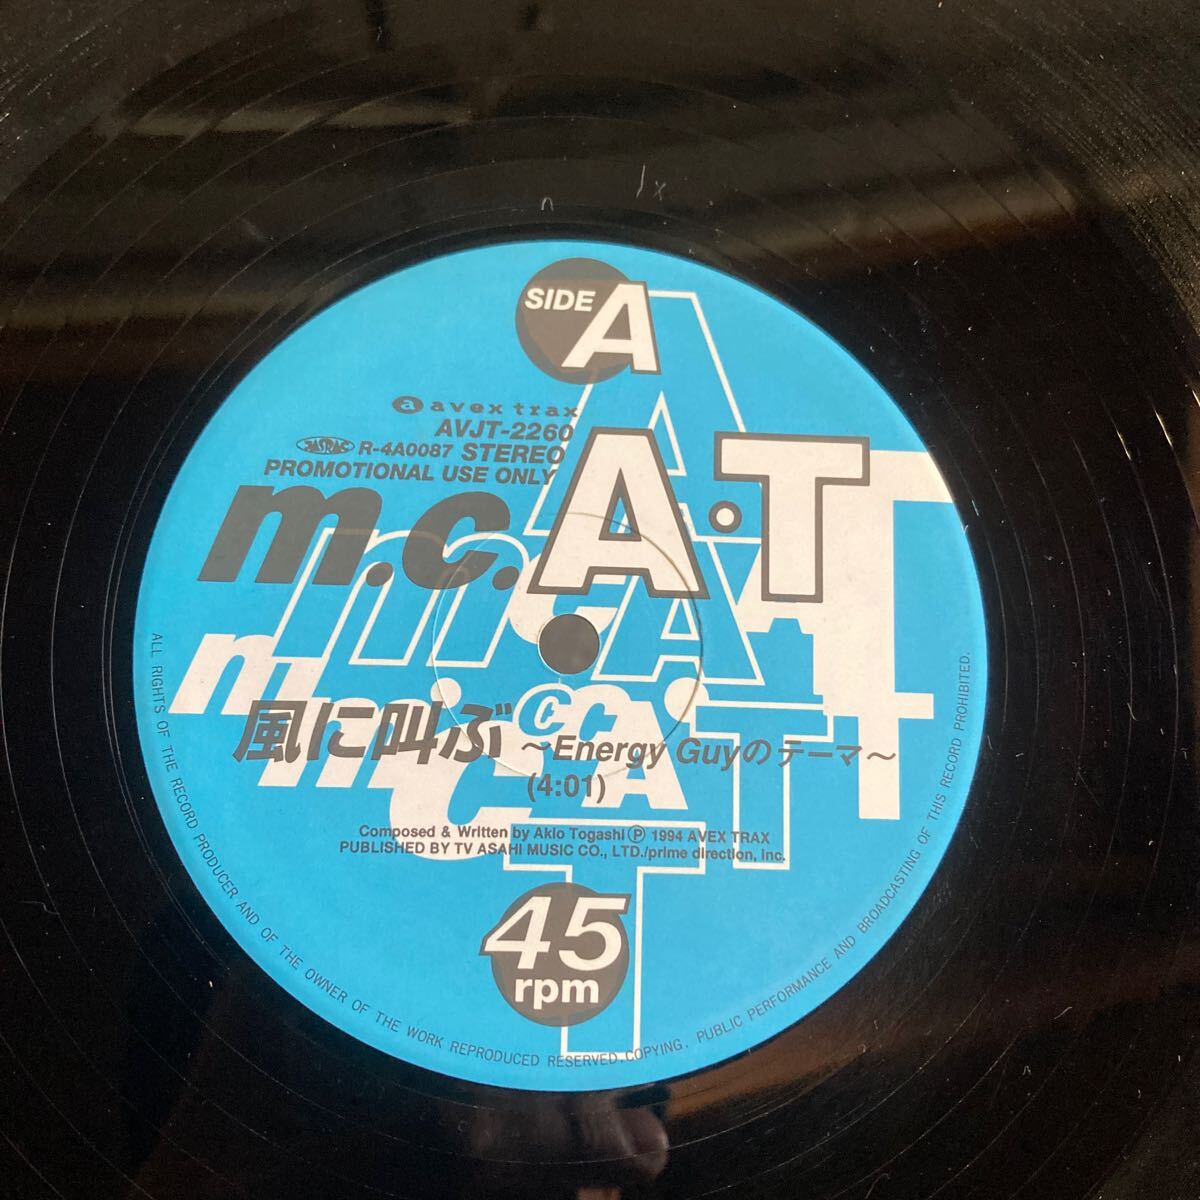 SIDE A
a avex trax
AVJT-2260
JASRAC R-4A0087 STEREO
PROMOTIONAL USE ONLY
m.c.A・T
風に叫ぶ ～Energy Guyのテーマ～
(4:01)
Composed & Written by Akio Togashi Ⓟ 1994 AVEX TRAX
PUBLISHED BY TV ASAHI MUSIC CO., LTD./prime direction, inc.
45
rpm
ALL RIGHTS OF THE RECORD PRODUCER AND OF THE OWNER OF THE WORK REPRODUCED RESERVED.COPYING. PUBLIC PERFORMANCE AND BROADCASTING OF THIS RECORD PROHIBITED.